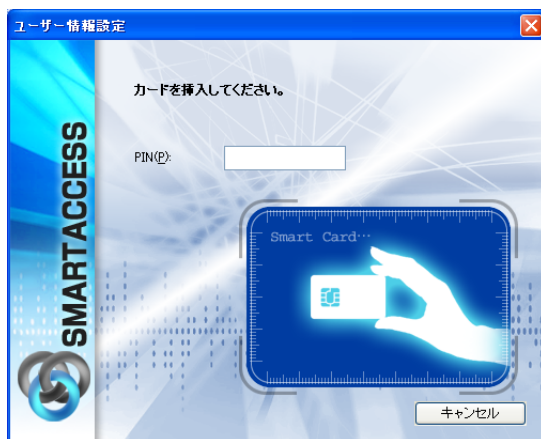 ユーザー情報設定
カードを挿入してください。
PIN(P):
Smart Card…
SMARTACCESS
キャンセル